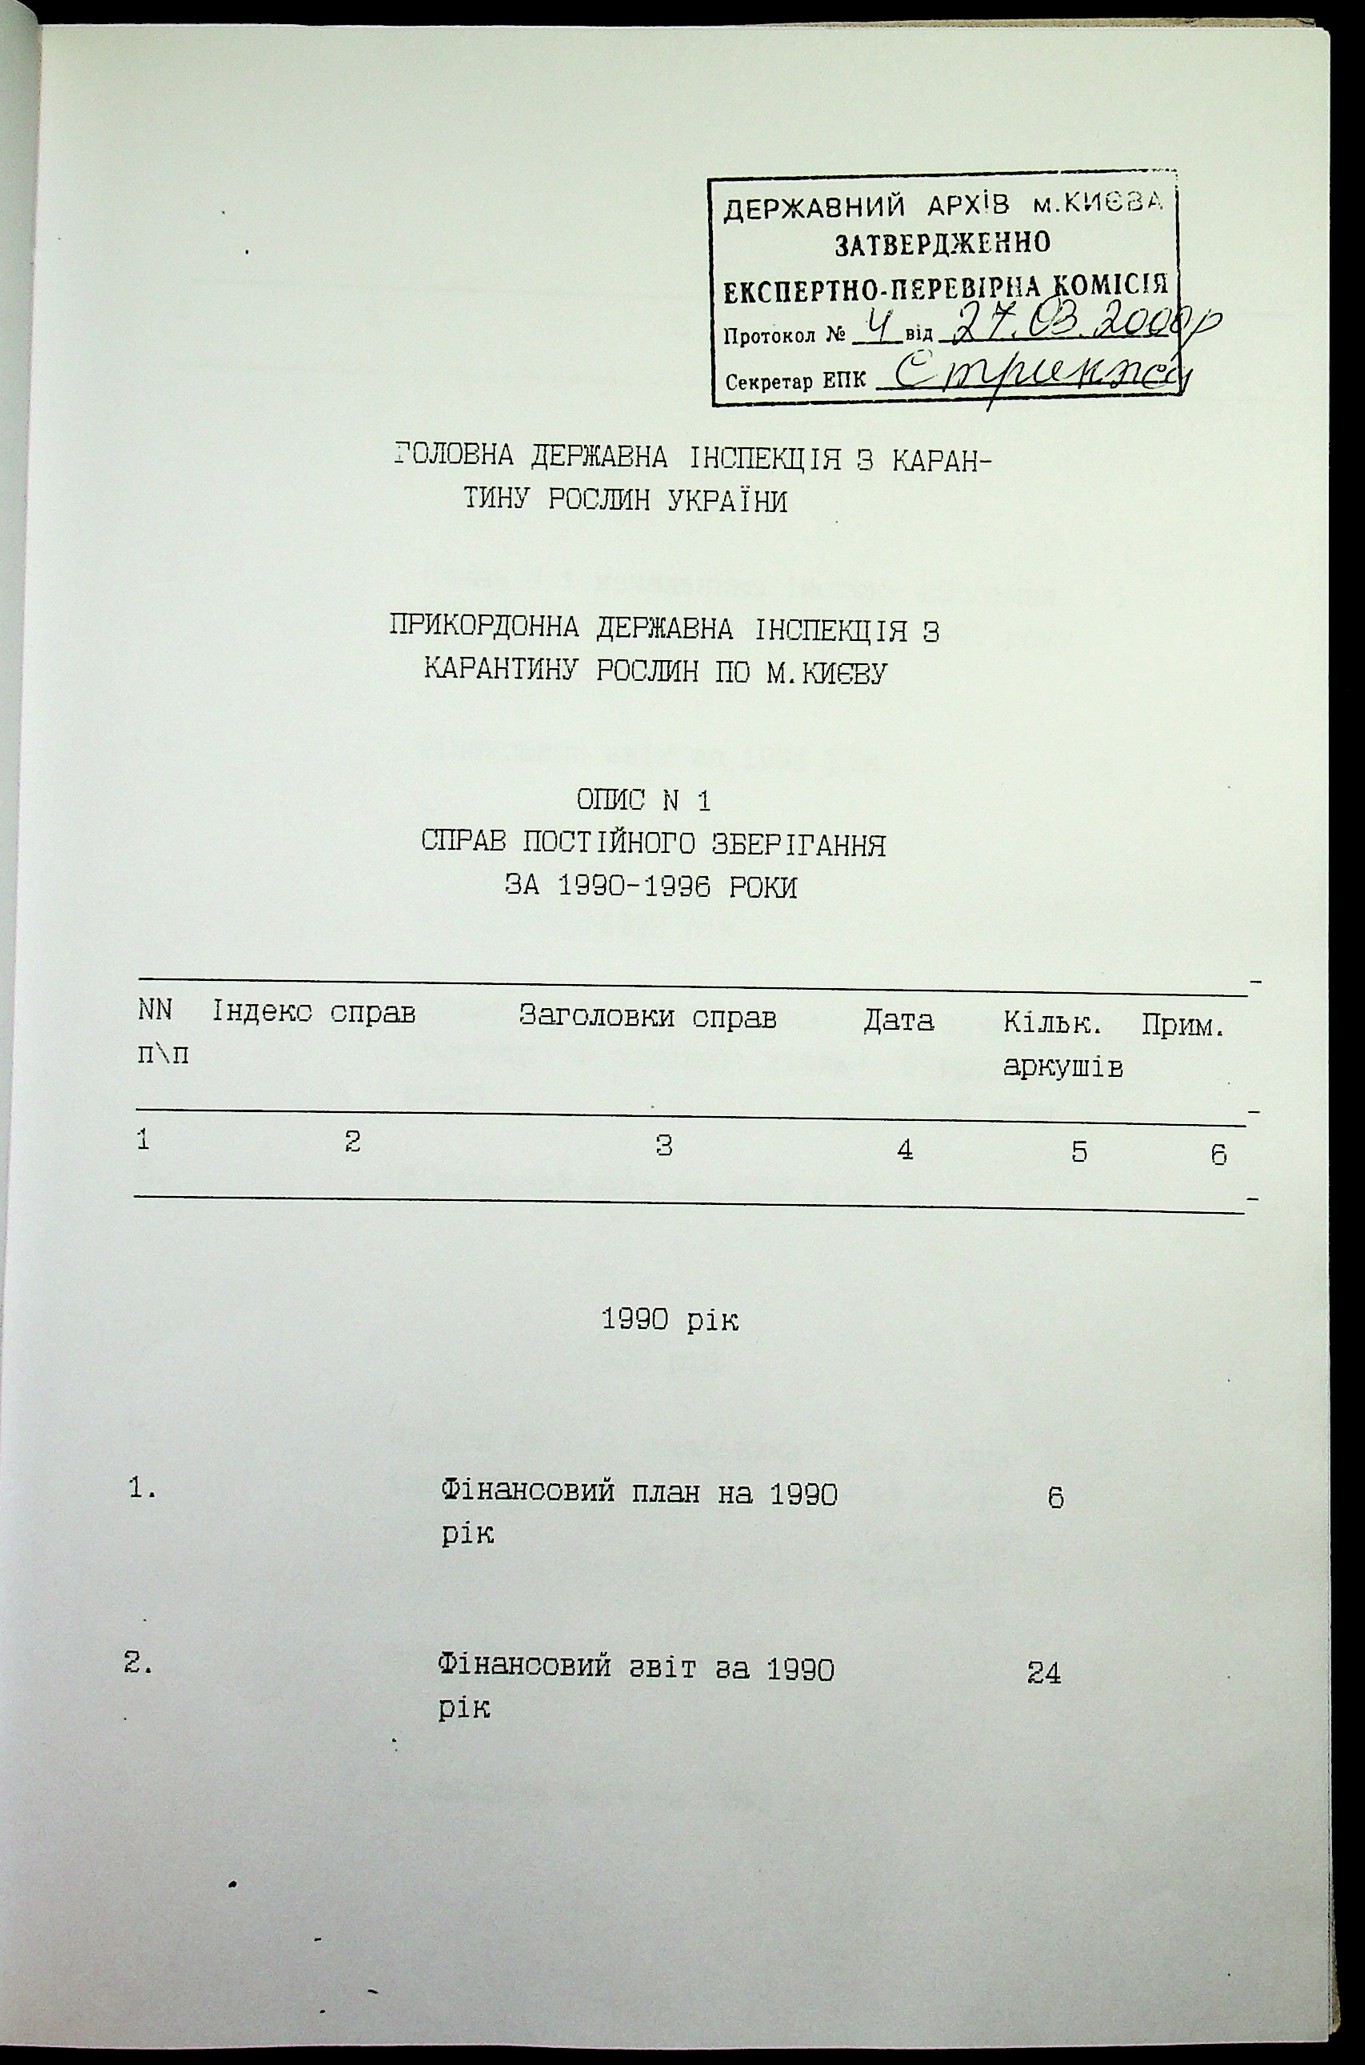 ДЕРЖАВНИЙ АРХІВ м.КИЄВА
ЗАТВЕРДЖЕННО
ЕКСПЕРТНО-ПЕРЕВІРНА КОМІСІЯ
Протокол № 4 від 27.03.2000р
Секретар ЕПК
ГОЛОВНА ДЕРЖАВНА ІНСПЕКЦІЯ З КАРАН-
ТИНУ РОСЛИН УКРАЇНИ
ПРИКОРДОННА ДЕРЖАВНА ІНСПЕКЦІЯ З
КАРАНТИНУ РОСЛИН ПО М.КИЄВУ
ОПИС N 1
СПРАВ ПОСТІЙНОГО ЗБЕРІГАННЯ
ЗА 1990-1996 РОКИ
NN Індекс справ Заголовки справ Дата Кільк. Прим.
п\п аркушів
1 2 3 4 5 6
1990 рік
1. Фінансовий план на 1990 6
рік
2. Фінансовий звіт за 1990 24
рік